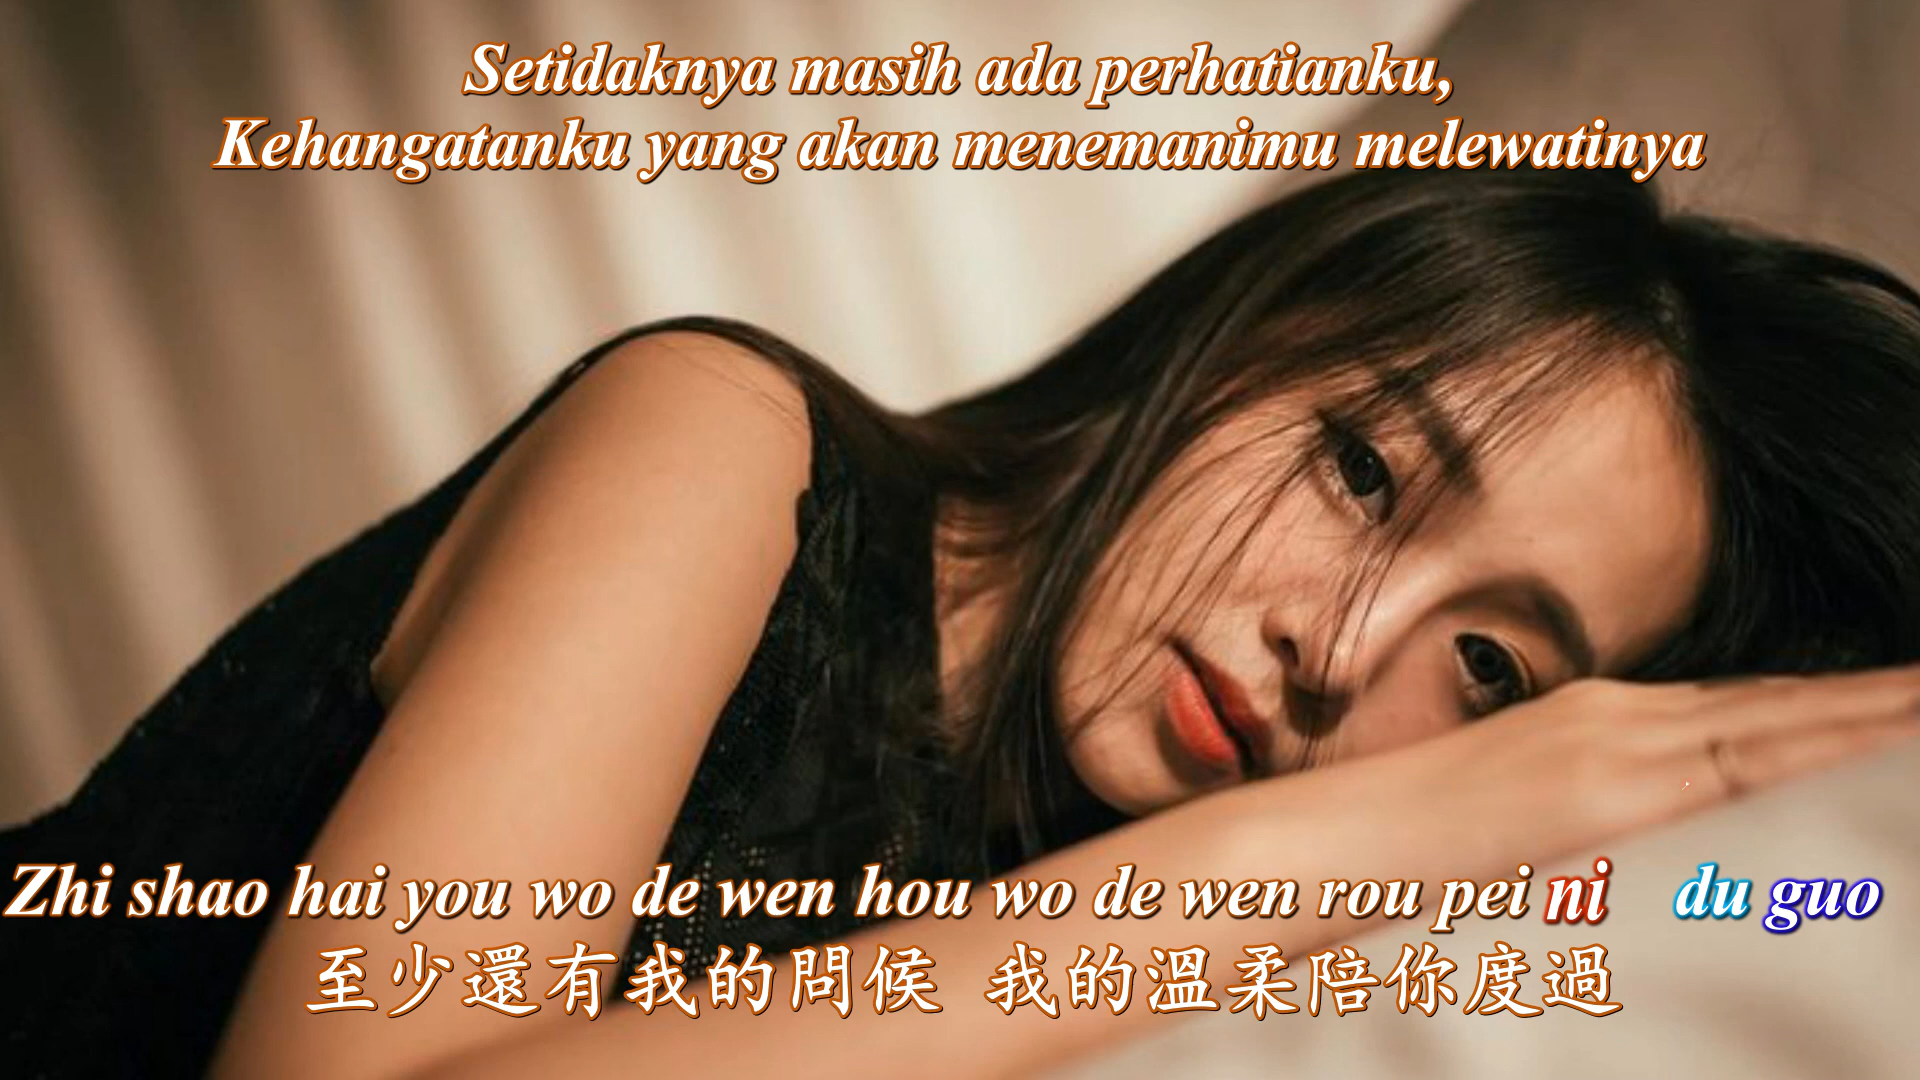 Setidaknya masih ada perhatianku,
Kehangatanku yang akan menemanimu melewatinya
Zhi shao hai you wo de wen hou wo de wen rou pei ni du guo
至少還有我的問候 我的溫柔陪你度過